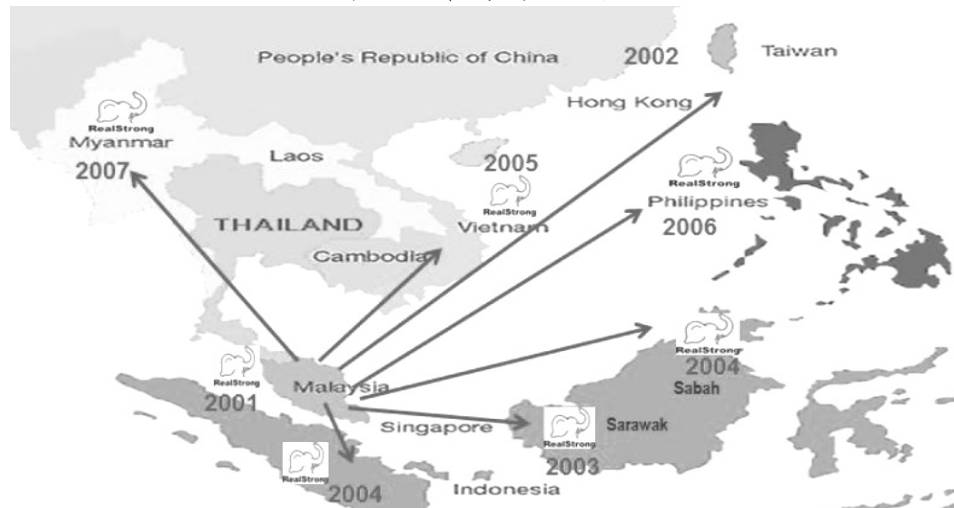 People's Republic of China
2002
Taiwan
Hong Kong
RealStrong
Myanmar
2007
Laos
2005
RealStrong
Vietnam
RealStrong
Philippines
2006
THAILAND
Cambodia
RealStrong
2001
Malaysia
RealStrong
2004
Sabah
Singapore
RealStrong
Sarawak
2003
RealStrong
2004
Indonesia